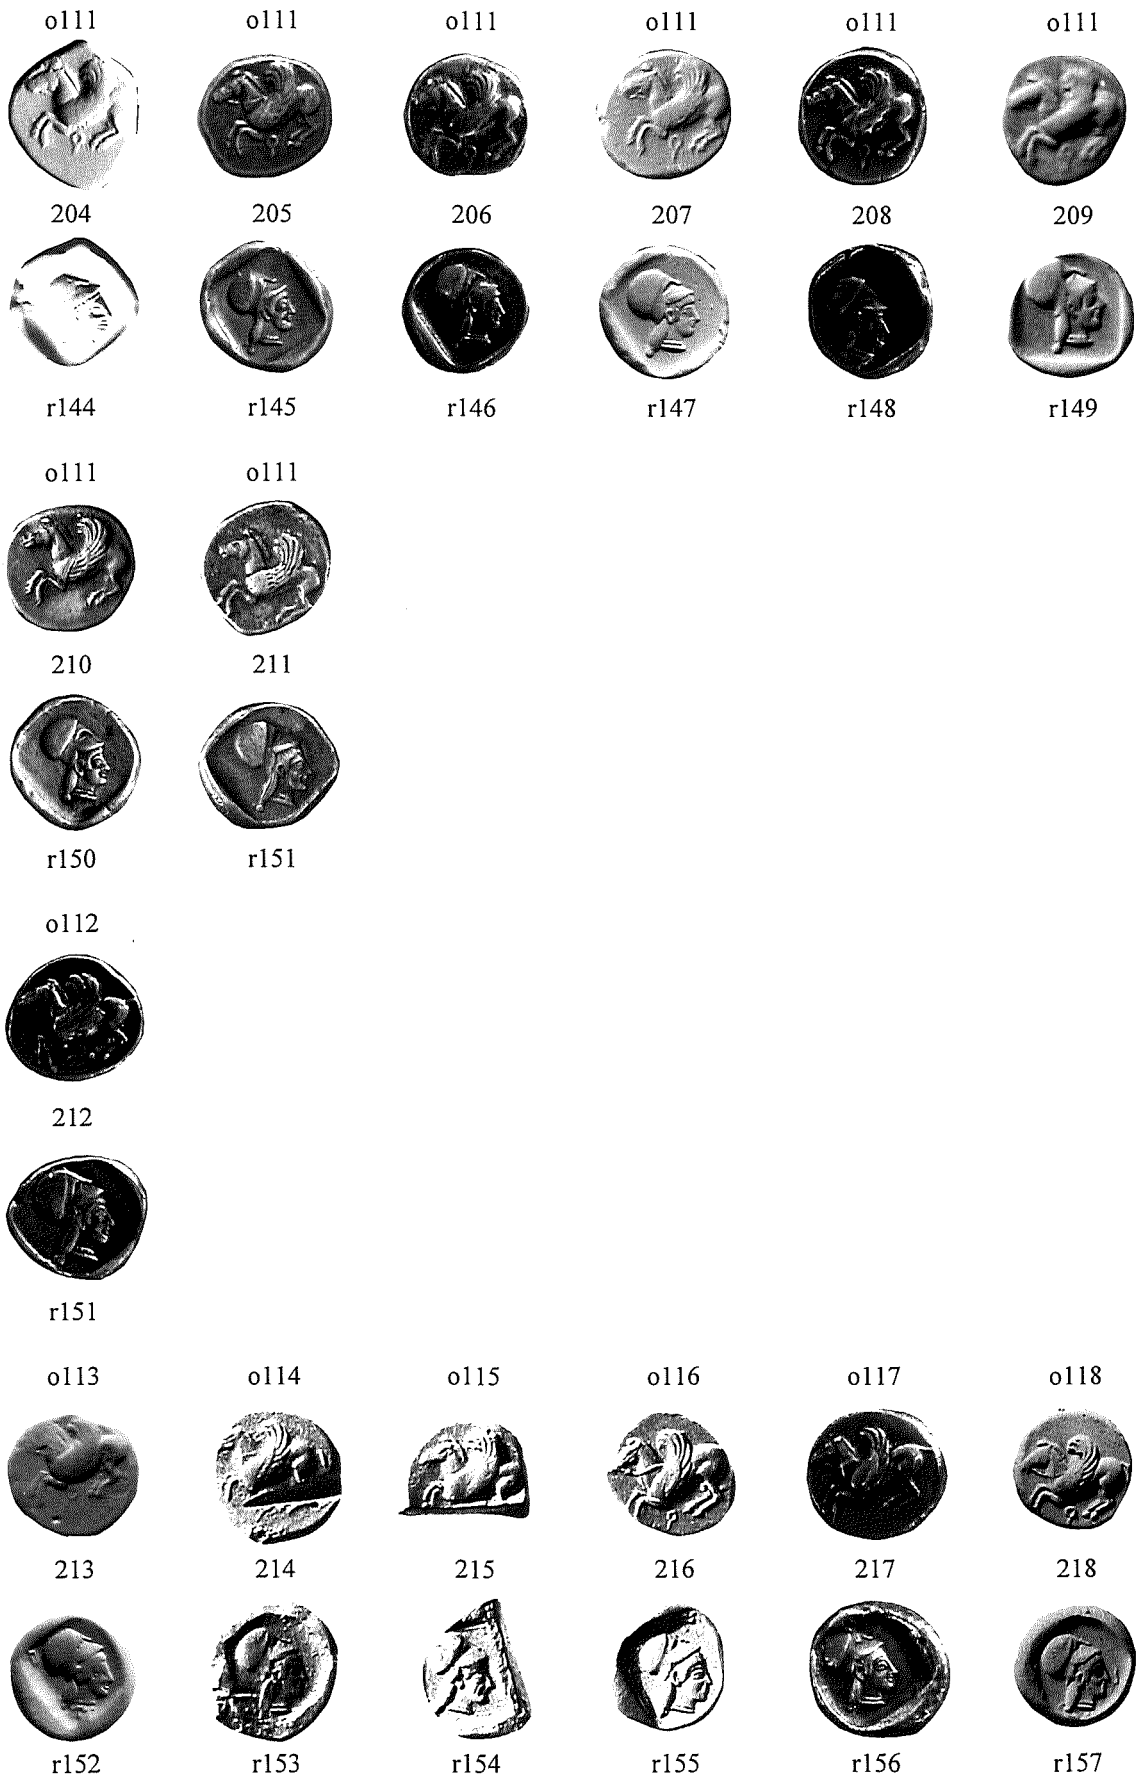 o111 o111 o111 o111 o111 o111
204 205 206 207 208 209
r144 r145 r146 r147 r148 r149
o111 o111
210 211
r150 r151
o112
212
r151
o113 o114 o115 o116 o117 o118
213 214 215 216 217 218
r152 r153 r154 r155 r156 r157